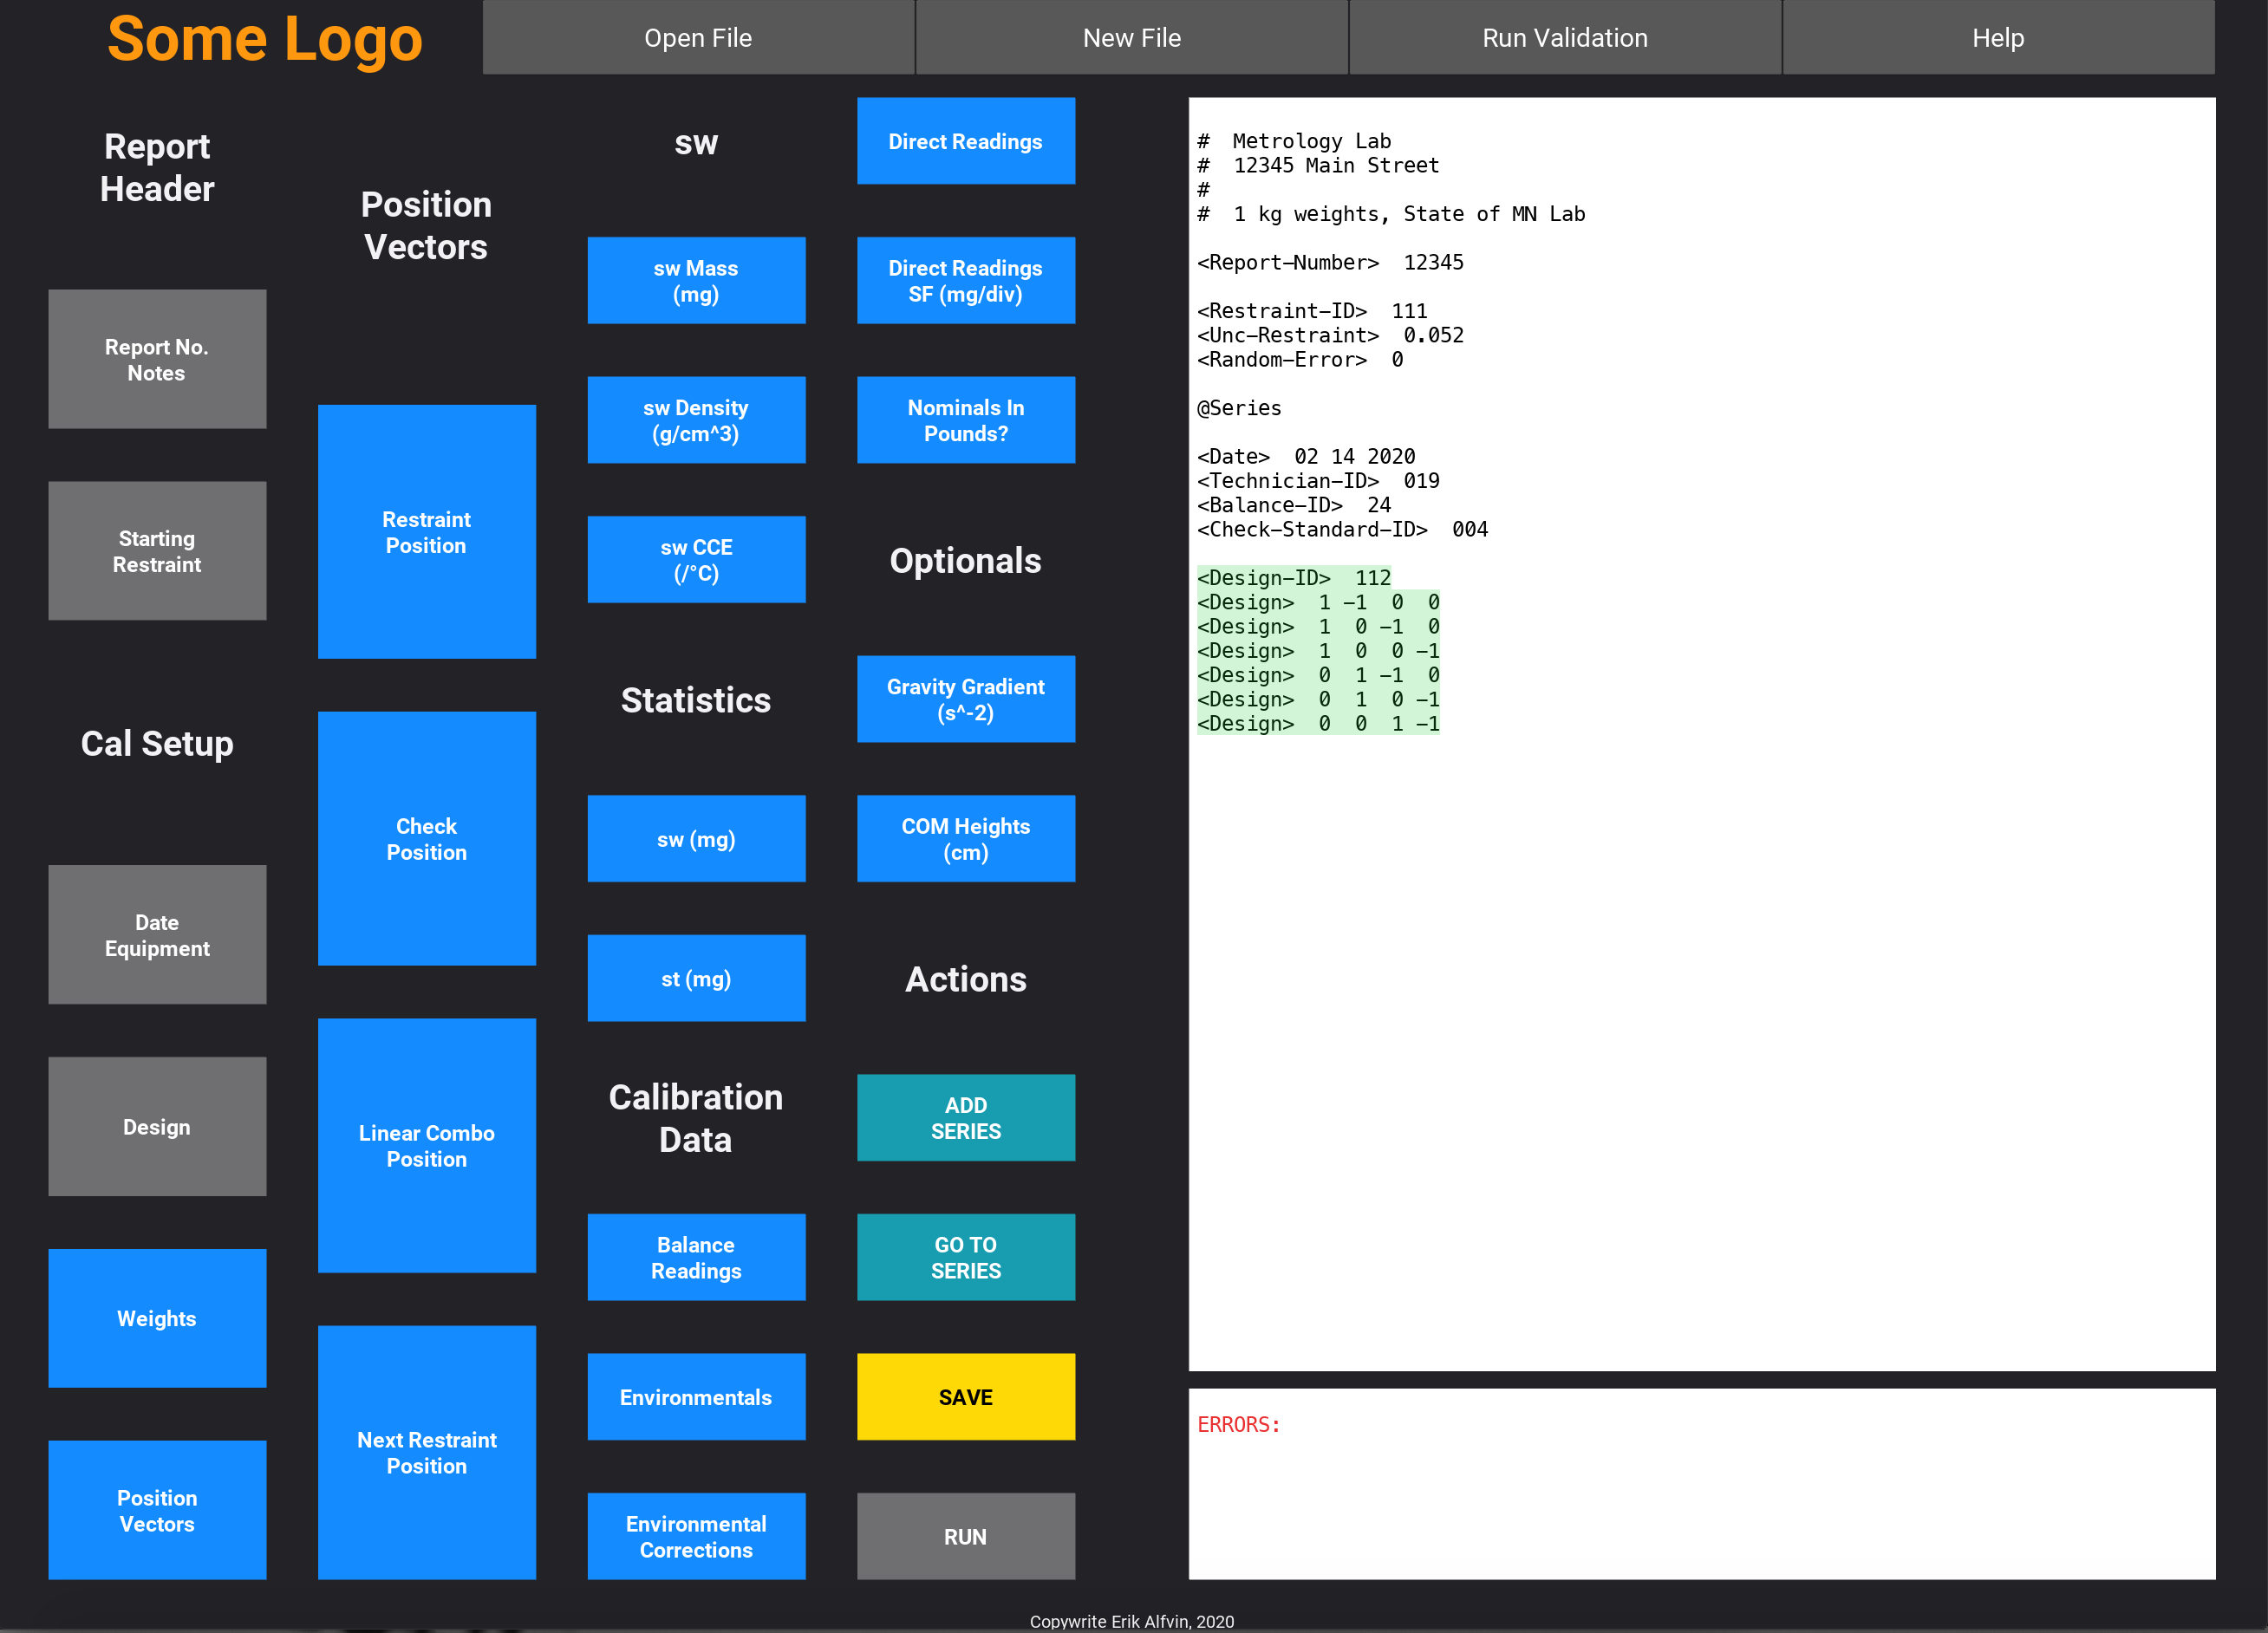 Some Logo
Open File
New File
Run Validation
Help
Report
Header
Report No.
Notes
Starting
Restraint
Cal Setup
Date
Equipment
Design
Weights
Position
Vectors
Position
Vectors
Restraint
Position
Check
Position
Linear Combo
Position
Next Restraint
Position
sw
sw Mass
(mg)
sw Density
(g/cm^3)
sw CCE
(/°C)
Statistics
sw (mg)
st (mg)
Calibration
Data
Balance
Readings
Environmentals
Environmental
Corrections
Direct Readings
Direct Readings
SF (mg/div)
Nominals In
Pounds?
Optionals
Gravity Gradient
(s^-2)
COM Heights
(cm)
Actions
ADD
SERIES
GO TO
SERIES
SAVE
RUN
#  Metrology Lab
#  12345 Main Street
#
#  1 kg weights, State of MN Lab
<Report-Number>  12345
<Restraint-ID>  111
<Unc-Restraint>  0.052
<Random-Error>  0
@Series
<Date>  02 14 2020
<Technician-ID>  019
<Balance-ID>  24
<Check-Standard-ID>  004
<Design-ID>  112
<Design>  1 -1  0  0
<Design>  1  0 -1  0
<Design>  1  0  0 -1
<Design>  0  1 -1  0
<Design>  0  1  0 -1
<Design>  0  0  1 -1
ERRORS:
Copywrite Erik Alfvin, 2020